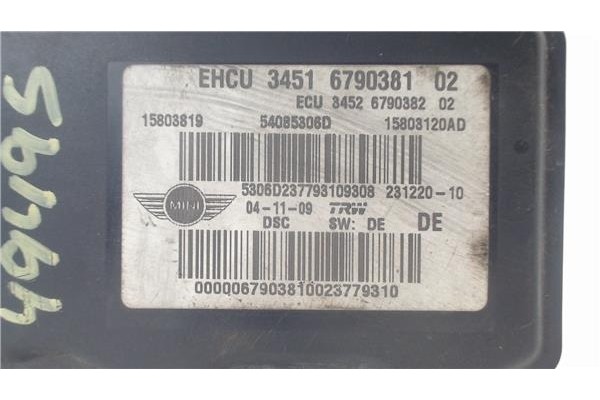 EHCU 3451 6790381 02
ECU 3452 6790382 02
15803819 54085306D 15803120AD
5306D237793109308 231220-10
MINI
04-11-09 TRW
DSC SW: DE DE
0000067903810023779310